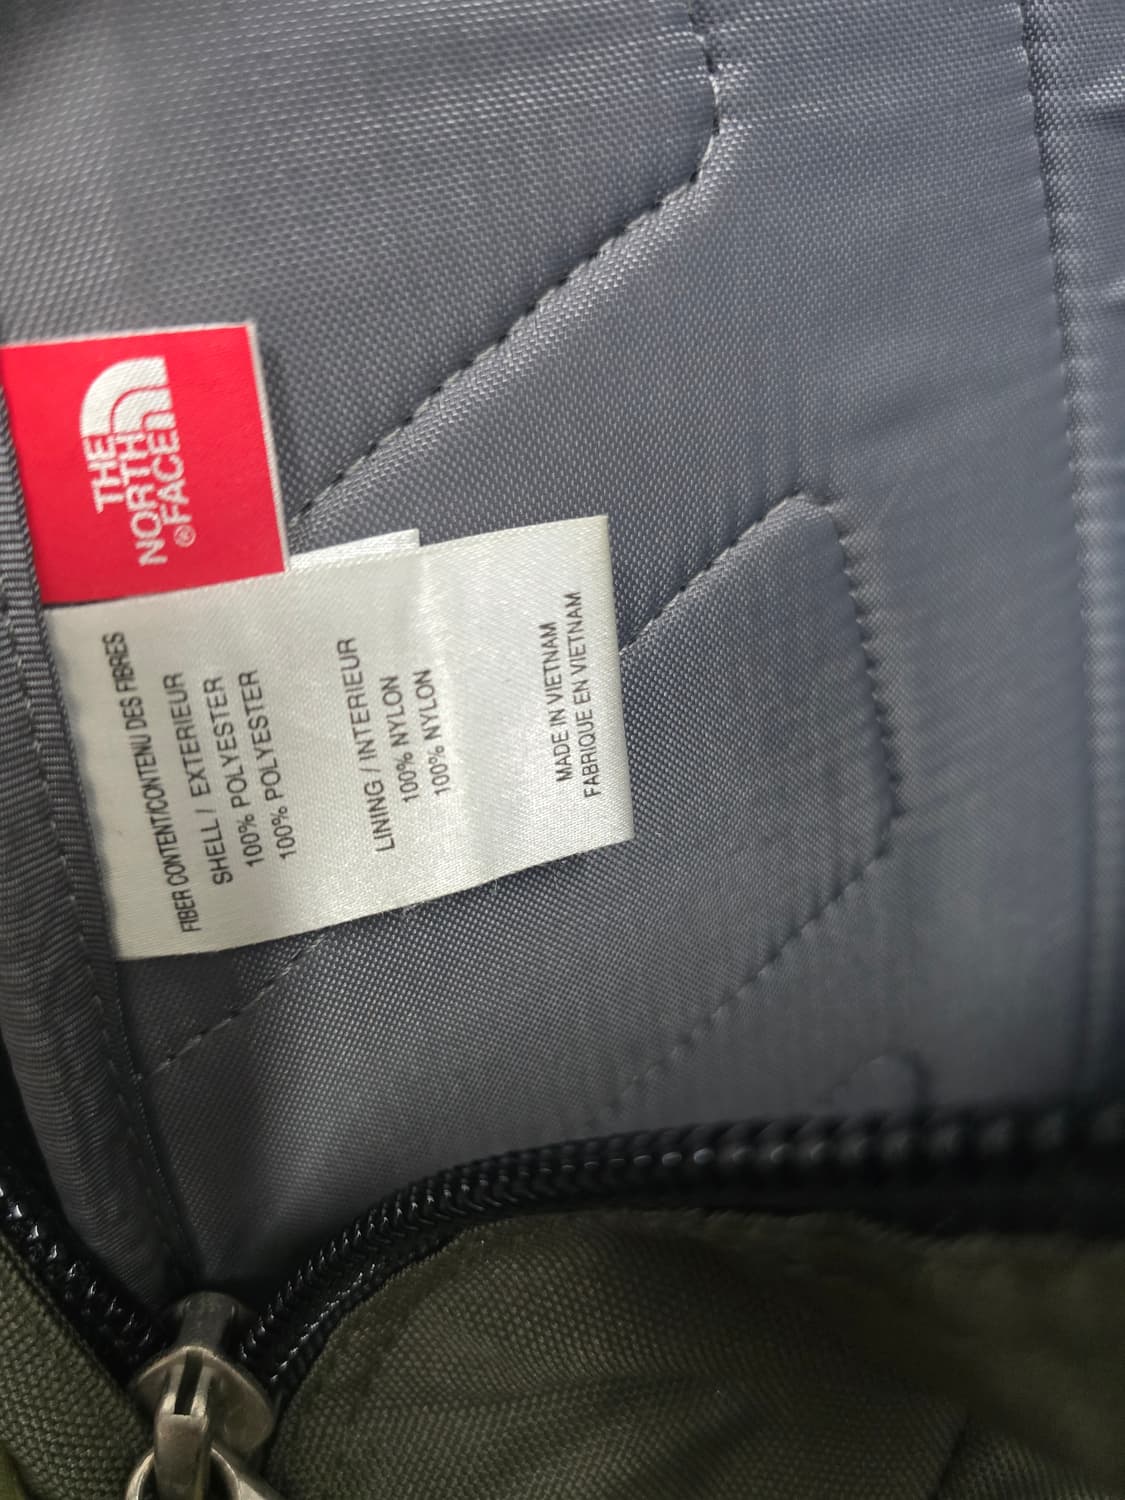 THE
NORTH
®FACE
FIBER CONTENT/CONTENU DES FIBRES
SHELL / EXTERIEUR
100% POLYESTER
100% POLYESTER
LINING / INTERIEUR
100% NYLON
100% NYLON
MADE IN VIETNAM
FABRIQUE EN VIETNAM